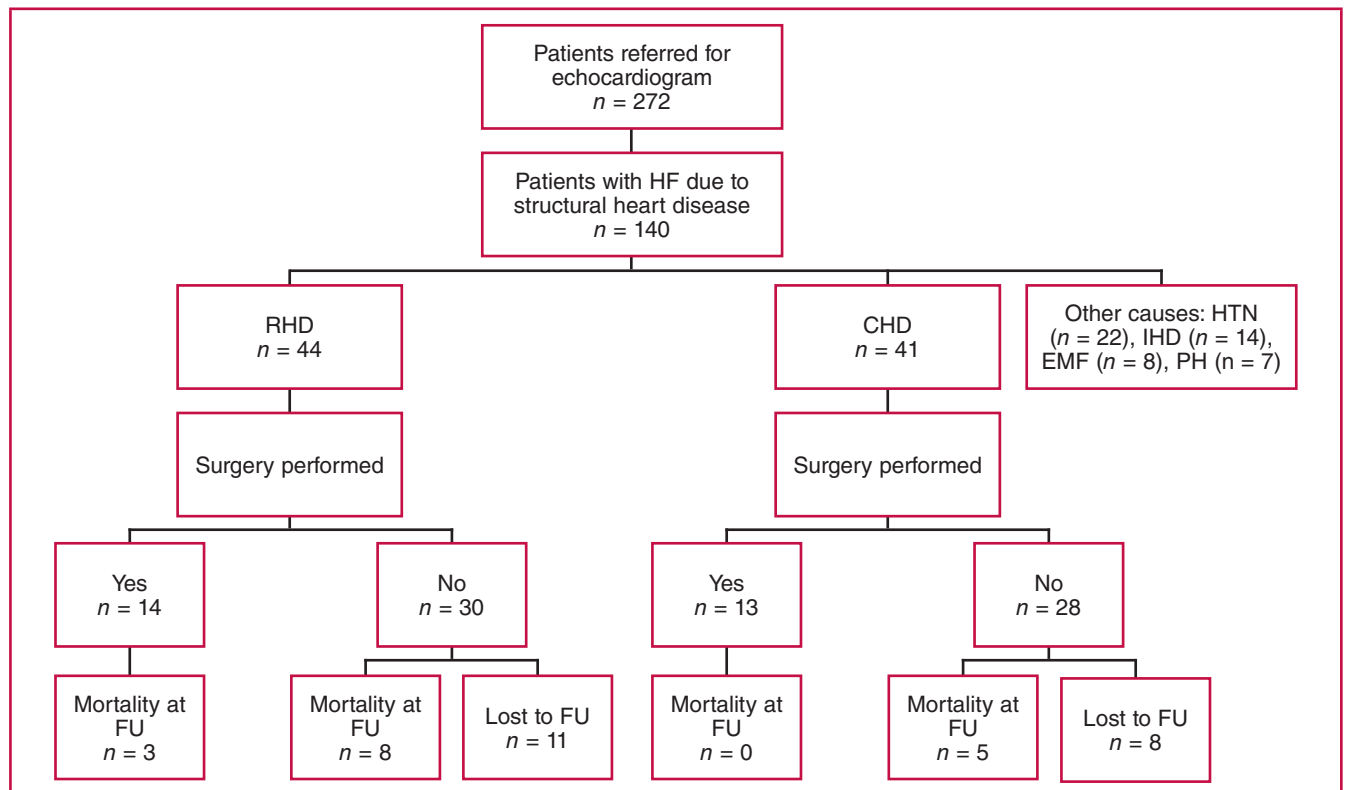 Patients referred for
echocardiogram
n = 272
Patients with HF due to
structural heart disease
n = 140
RHD
n = 44
CHD
n = 41
Other causes: HTN
(n = 22), IHD (n = 14),
EMF (n = 8), PH (n = 7)
Surgery performed
Surgery performed
Yes
n = 14
No
n = 30
Yes
n = 13
No
n = 28
Mortality at
FU
n = 3
Mortality at
FU
n = 8
Lost to FU
n = 11
Mortality at
FU
n = 0
Mortality at
FU
n = 5
Lost to FU
n = 8